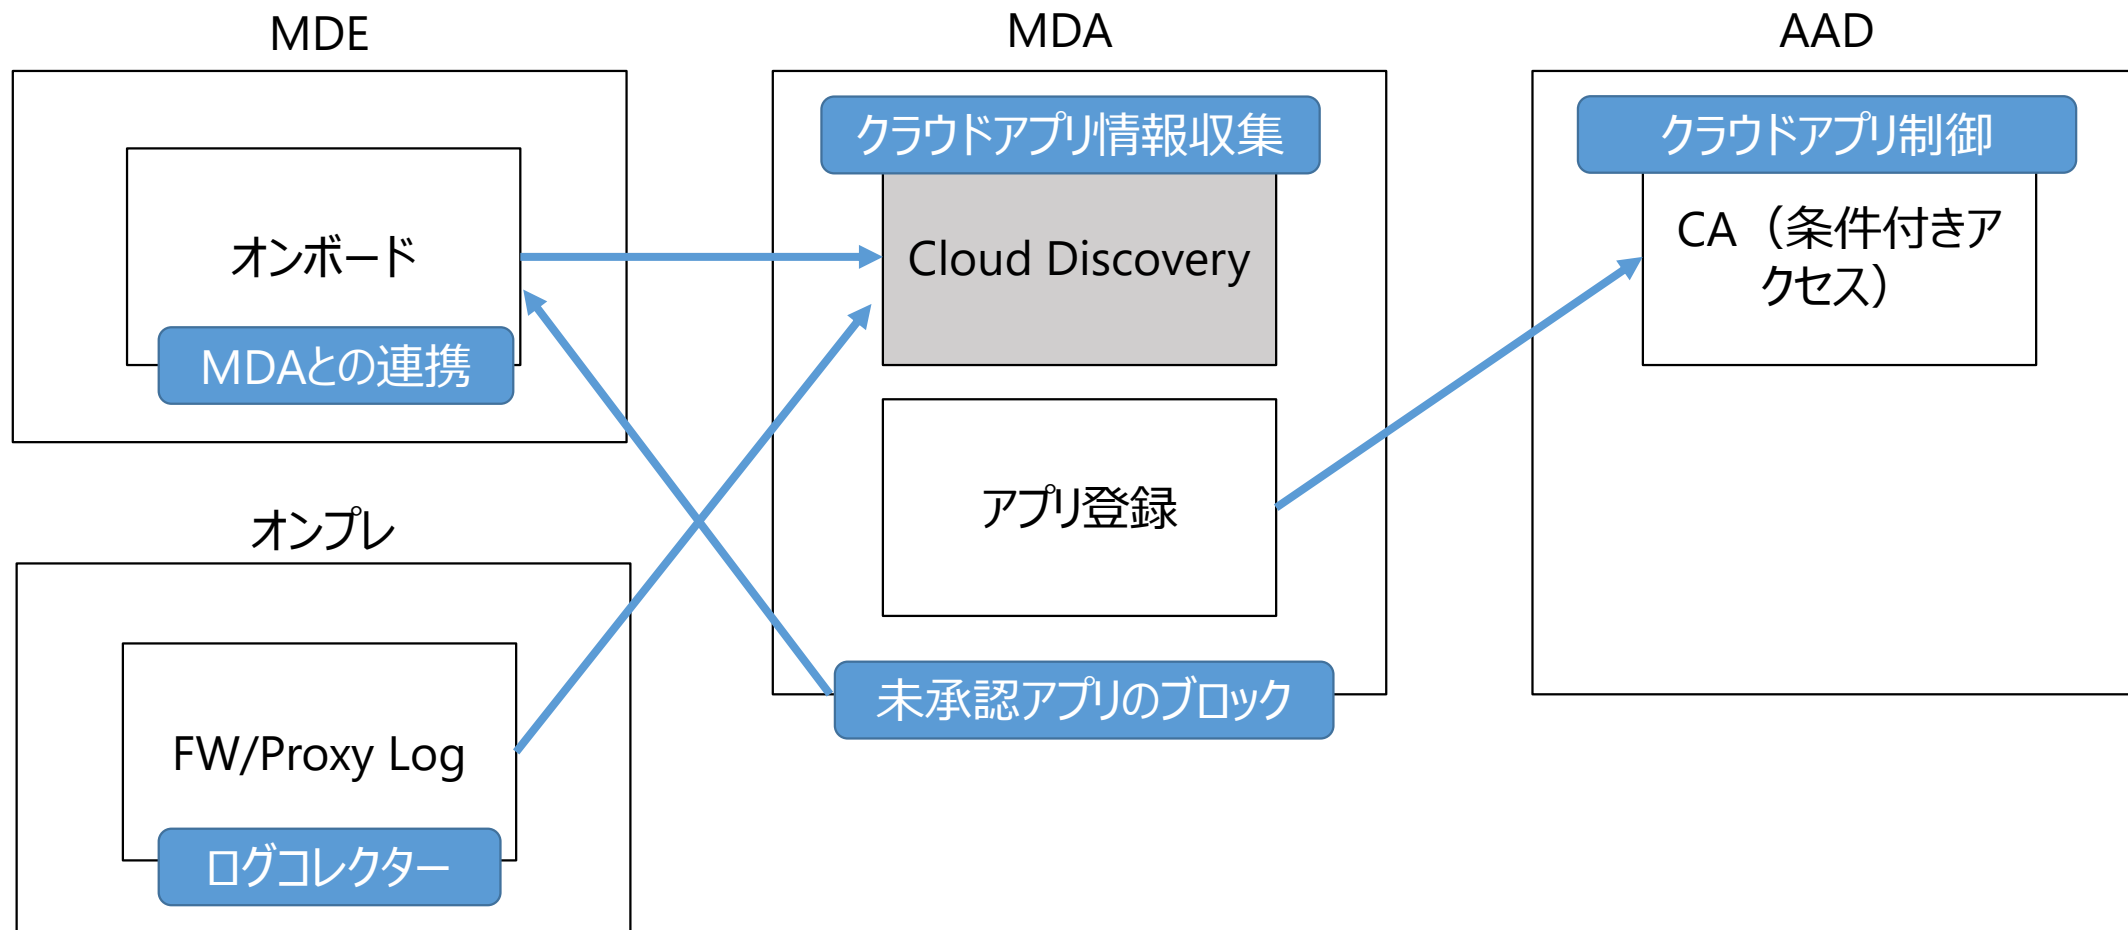 MDE
オンボード
MDAとの連携
オンプレ
FW/Proxy Log
ログコレクター
MDA
クラウドアプリ情報収集
Cloud Discovery
アプリ登録
未承認アプリのブロック
AAD
クラウドアプリ制御
CA（条件付きア
クセス）